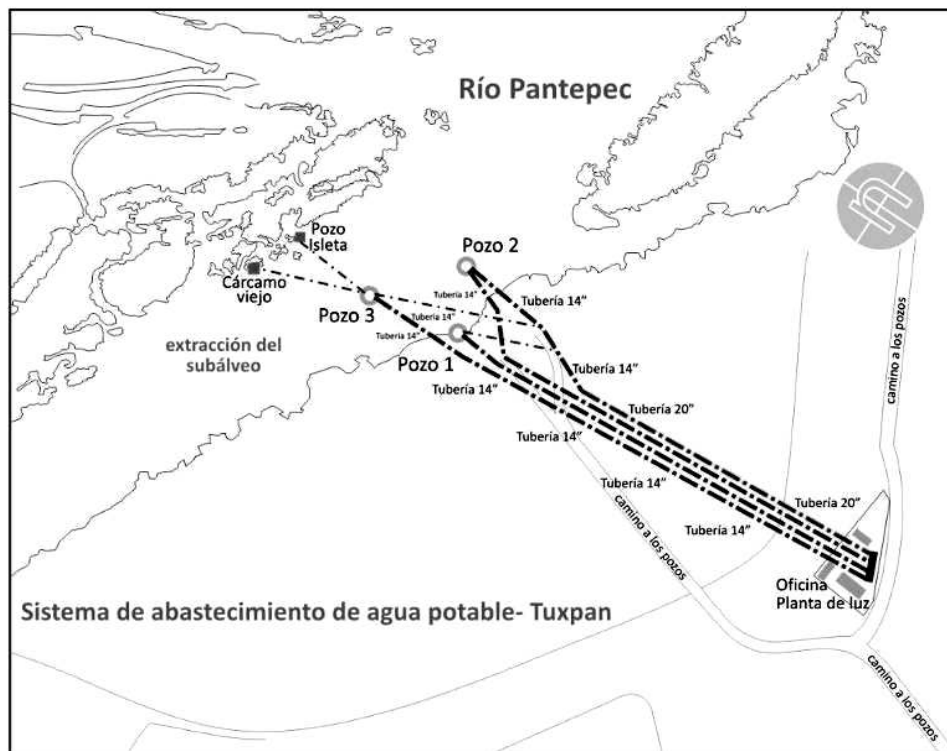 Río Pantepec
Pozo
Isleta
Pozo 2
Cárcamo
viejo
Tubería 14"
Tubería 14"
Pozo 3
Tubería 14"
Tubería 14"
extracción del
subálveo
Pozo 1
Tubería 14"
Tubería 14"
Tubería 20"
Tubería 14"
Tubería 14"
Tubería 20"
Tubería 14"
camino a los pozos
camino a los pozos
Oficina
Planta de luz
Sistema de abastecimiento de agua potable- Tuxpan
camino a los pozos